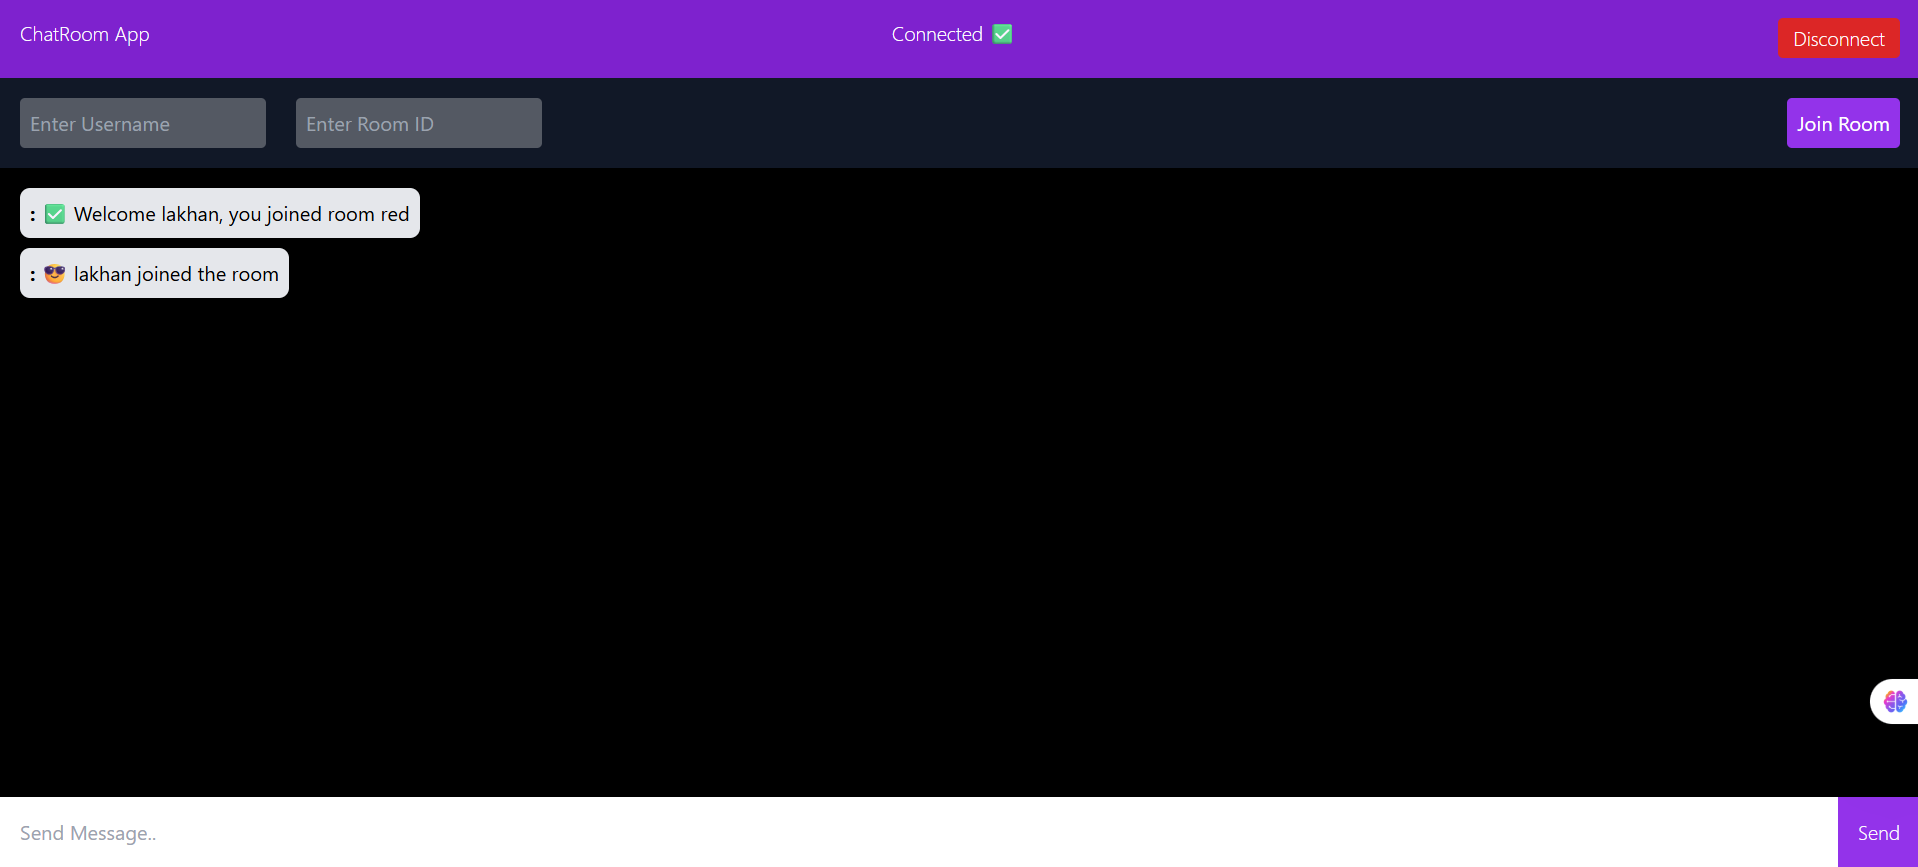 ChatRoom App
Connected ✅
Disconnect
Enter Username
Enter Room ID
Join Room
: ✅ Welcome lakhan, you joined room red
: 😎 lakhan joined the room
Send Message..
Send